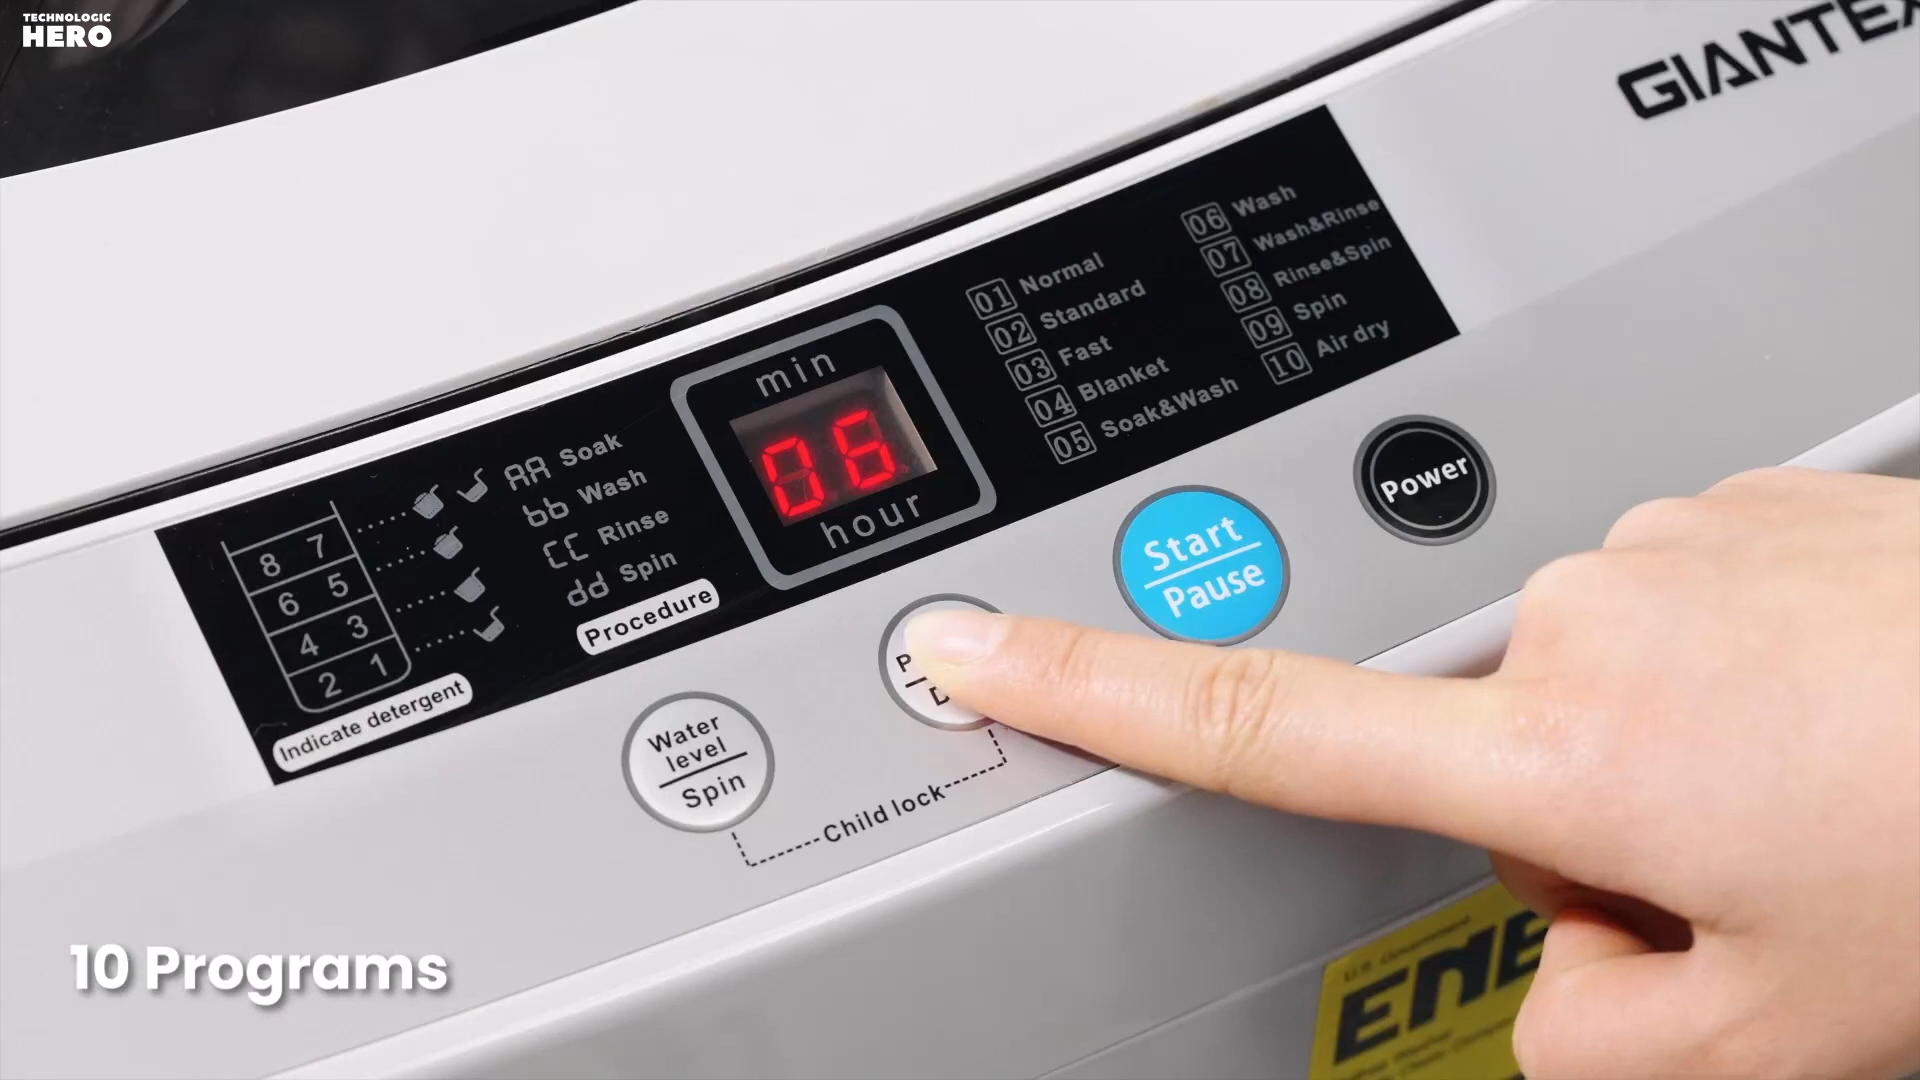 TECHNOLOGIC
HERO
GIANTEX
06 Wash
07 Wash&Rinse
08 Rinse&Spin
09 Spin
10 Air dry
01 Normal
02 Standard
03 Fast
04 Blanket
05 Soak&Wash
min
06
hour
AA Soak
bb Wash
CC Rinse
dd Spin
Procedure
8 7
6 5
4 3
2 1
Indicate detergent
Power
Start
Pause
P
D
Water
level
Spin
Child lock
10 Programs
U.S. Government
ENE